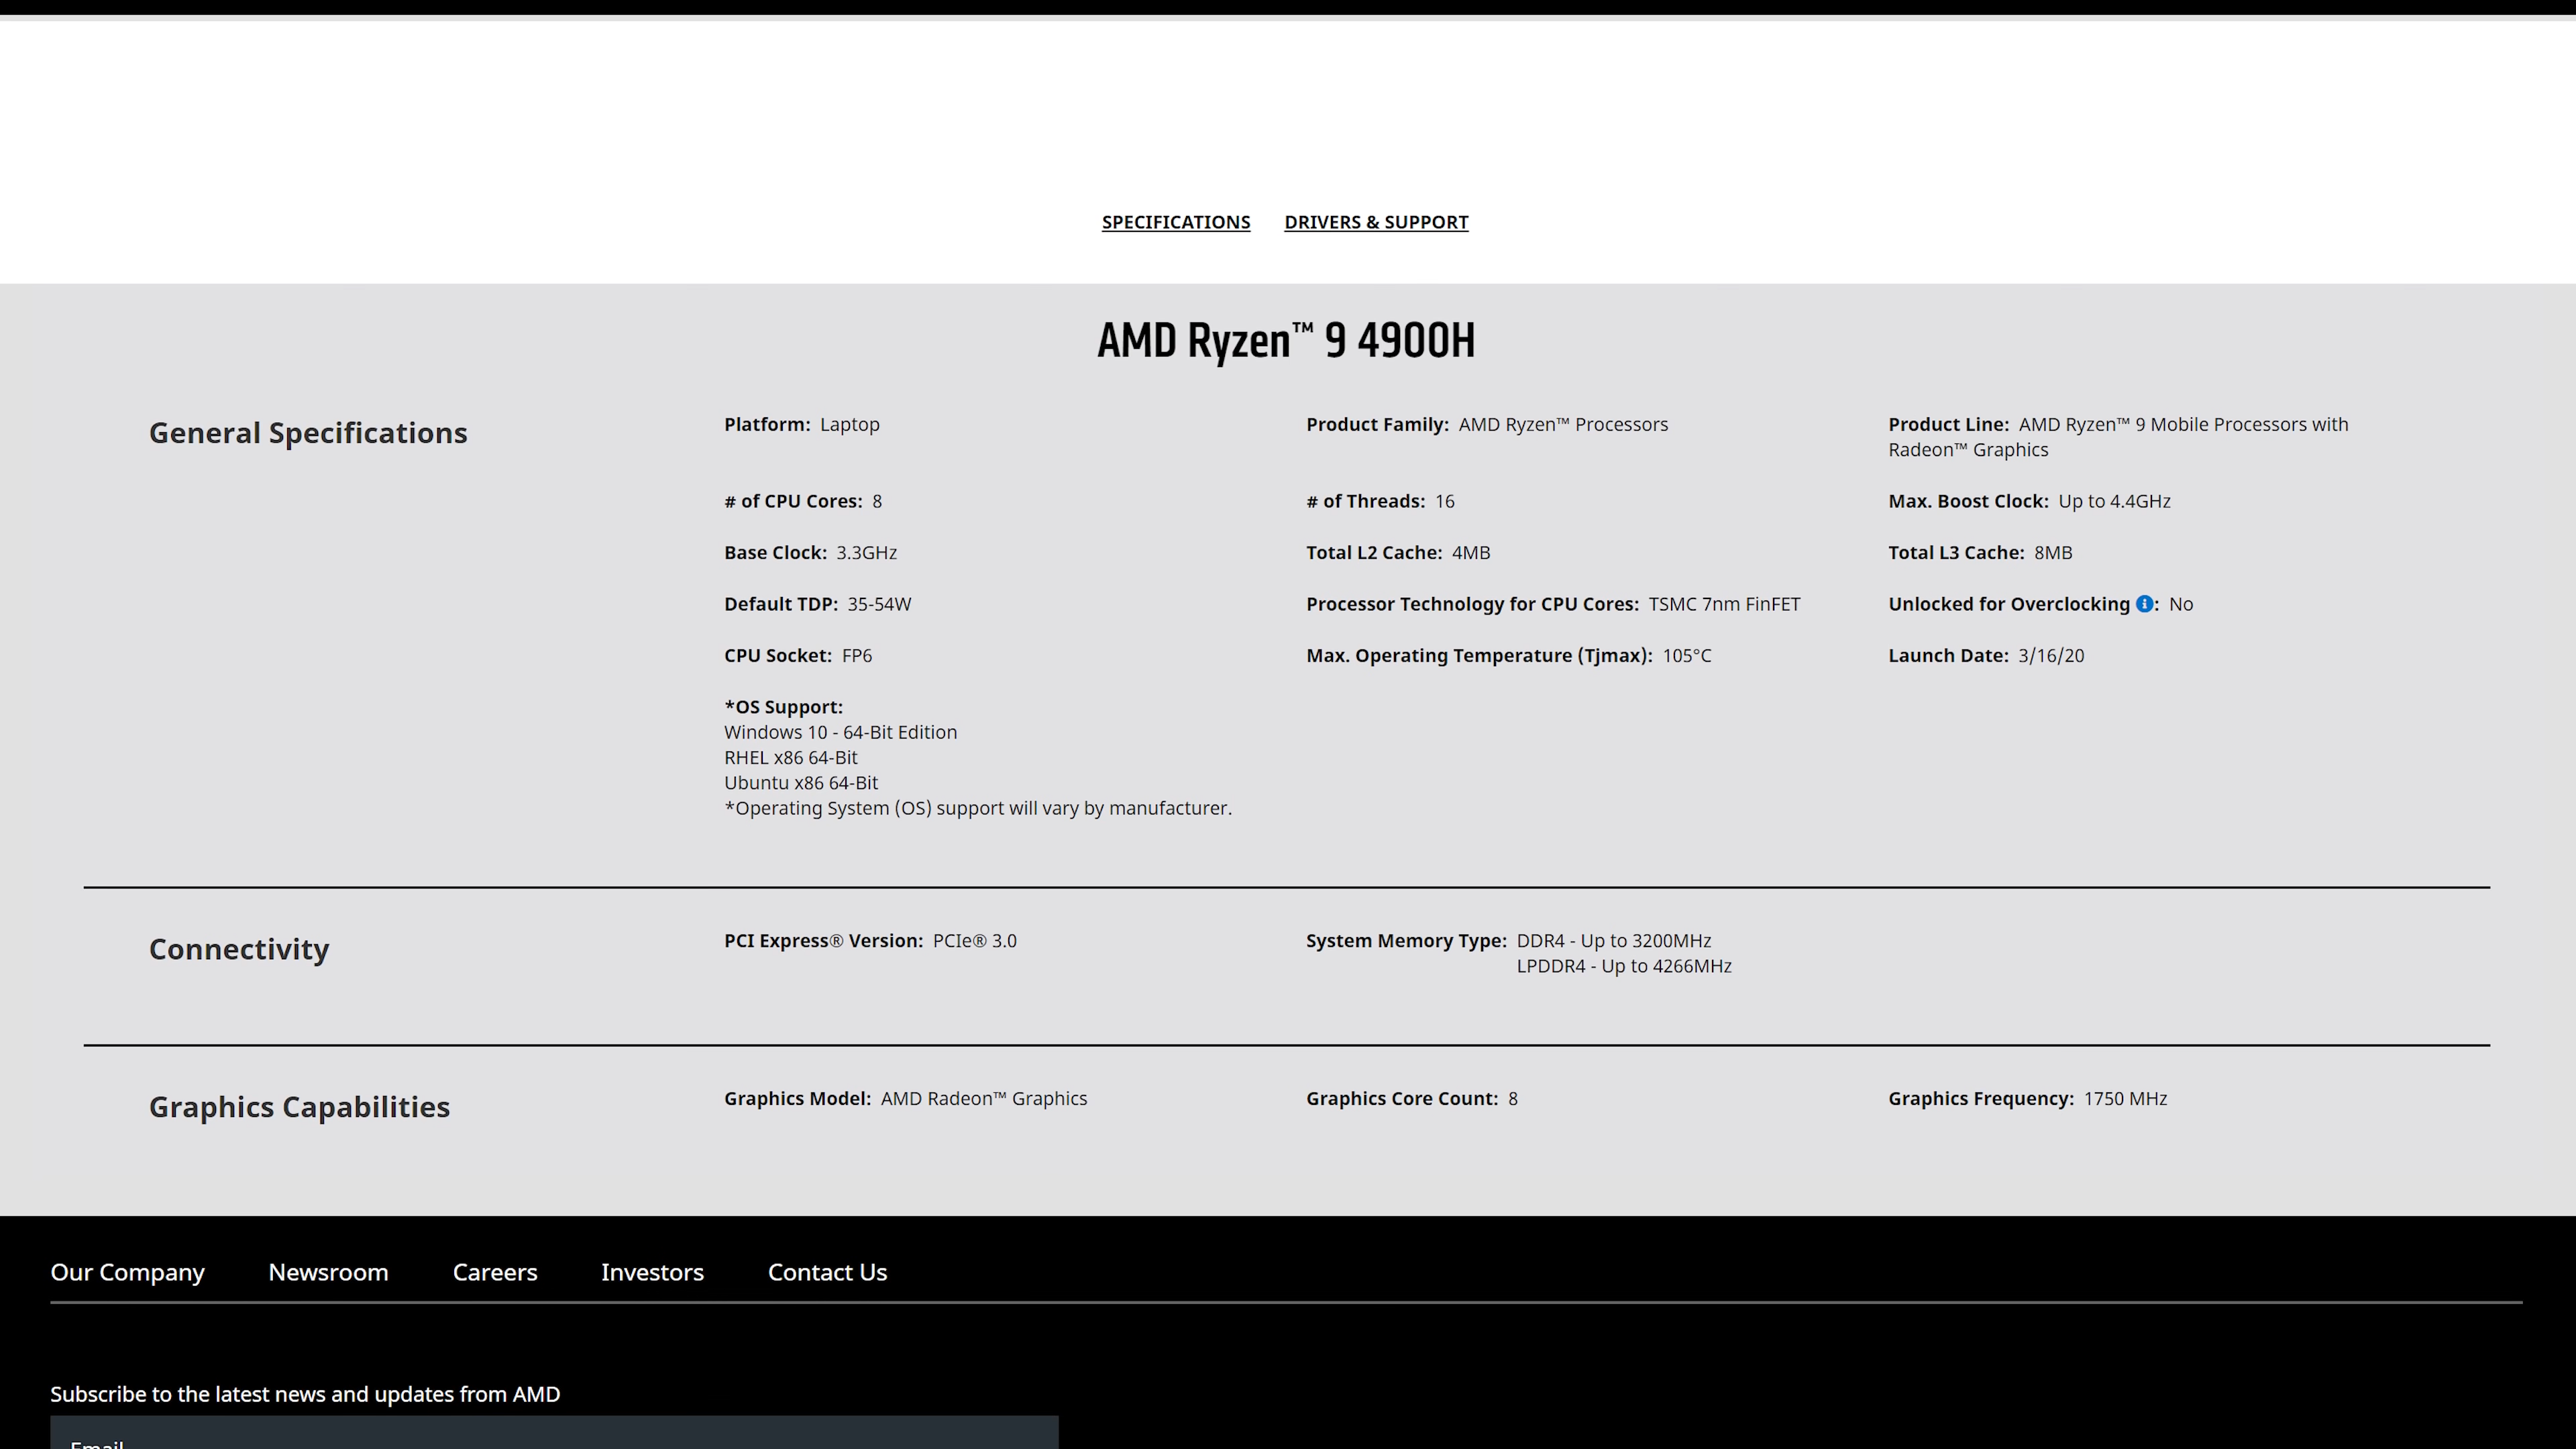 SPECIFICATIONS DRIVERS & SUPPORT
AMD Ryzen™ 9 4900H
General Specifications
Platform: Laptop
Product Family: AMD Ryzen™ Processors
Product Line: AMD Ryzen™ 9 Mobile Processors with
Radeon™ Graphics
# of CPU Cores: 8
# of Threads: 16
Max. Boost Clock: Up to 4.4GHz
Base Clock: 3.3GHz
Total L2 Cache: 4MB
Total L3 Cache: 8MB
Default TDP: 35-54W
Processor Technology for CPU Cores: TSMC 7nm FinFET
Unlocked for Overclocking i: No
CPU Socket: FP6
Max. Operating Temperature (Tjmax): 105°C
Launch Date: 3/16/20
*OS Support:
Windows 10 - 64-Bit Edition
RHEL x86 64-Bit
Ubuntu x86 64-Bit
*Operating System (OS) support will vary by manufacturer.
Connectivity
PCI Express® Version: PCIe® 3.0
System Memory Type: DDR4 - Up to 3200MHz
LPDDR4 - Up to 4266MHz
Graphics Capabilities
Graphics Model: AMD Radeon™ Graphics
Graphics Core Count: 8
Graphics Frequency: 1750 MHz
Our Company Newsroom Careers Investors Contact Us
Subscribe to the latest news and updates from AMD
Email